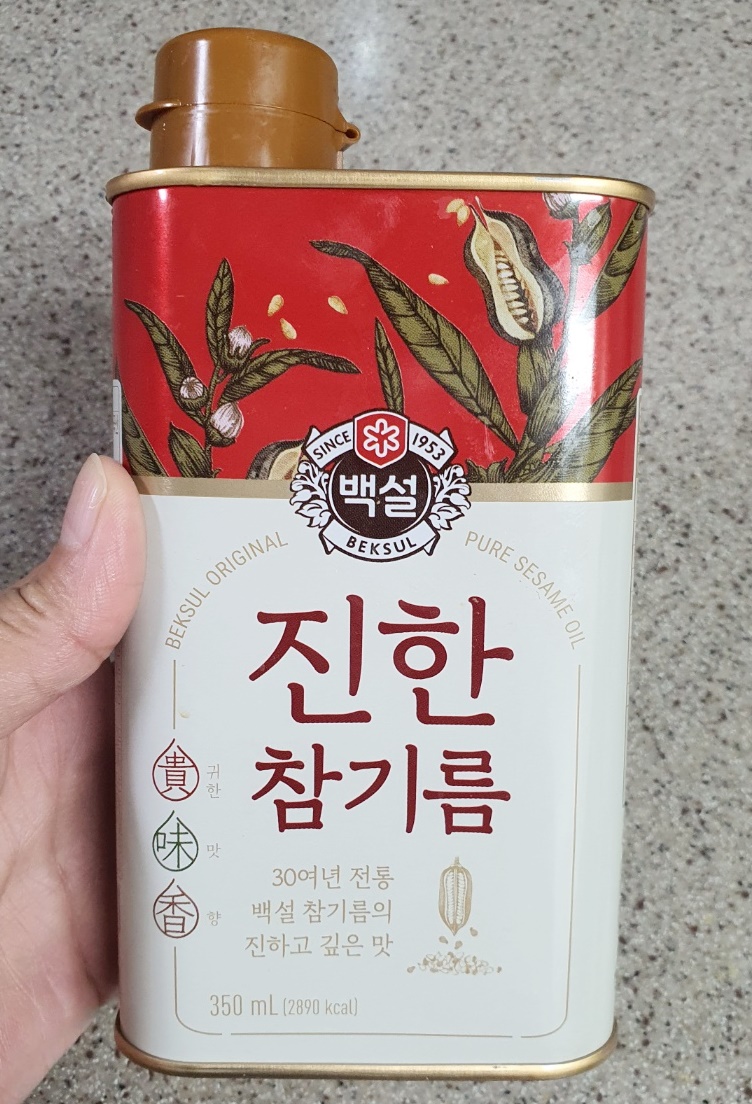 SINCE 1953
백설
BEKSUL
BEKSUL ORIGINAL
PURE SESAME OIL
진한
참기름
貴 귀한
味 맛
香 향
30여년 전통
백설 참기름의
진하고 깊은 맛
350 mL (2890 kcal)